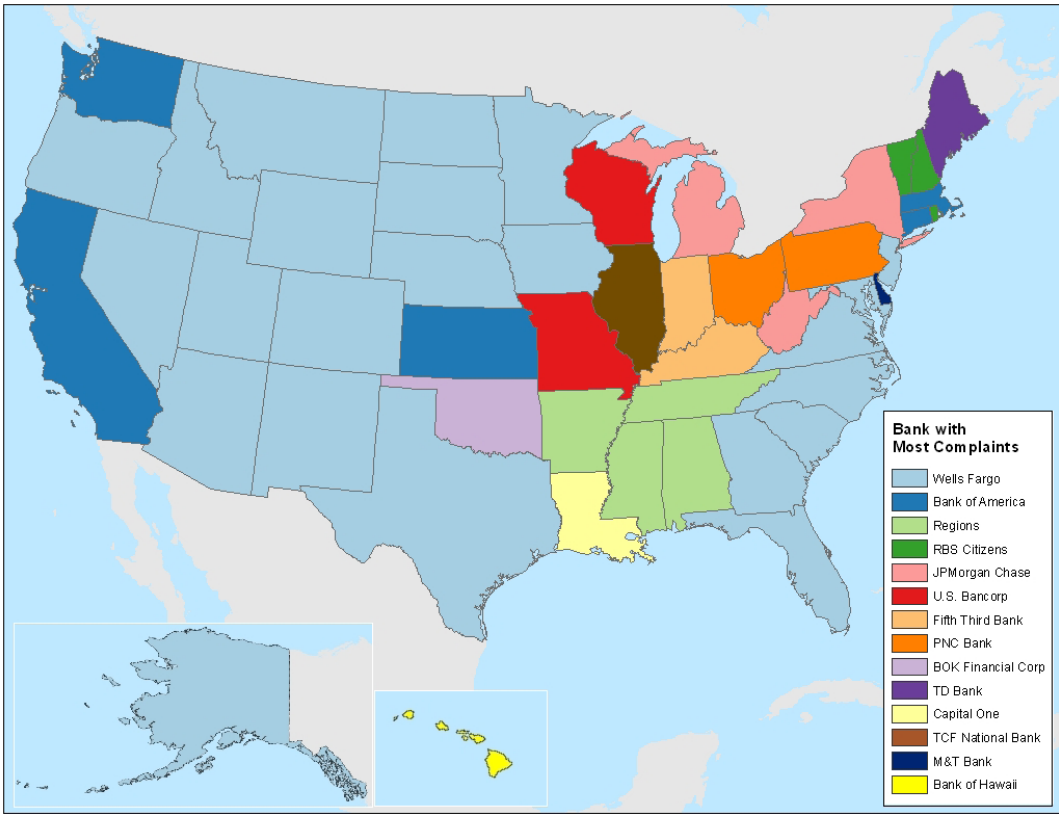 Bank with
Most Complaints
Wells Fargo
Bank of America
Regions
RBS Citizens
JPMorgan Chase
U.S. Bancorp
Fifth Third Bank
PNC Bank
BOK Financial Corp
TD Bank
Capital One
TCF National Bank
M&T Bank
Bank of Hawaii